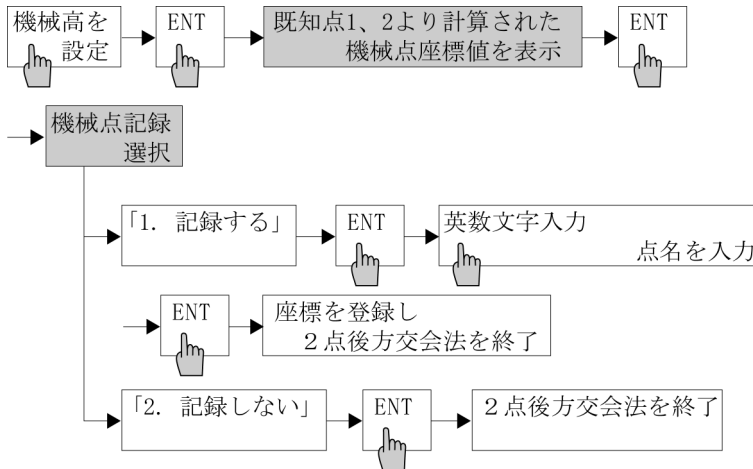 機械高を
設定
ENT
既知点1、2より計算された
機械点座標値を表示
ENT
機械点記録
選択
「1. 記録する」
ENT
英数文字入力
点名を入力
ENT
座標を登録し
２点後方交会法を終了
「2. 記録しない」
ENT
２点後方交会法を終了